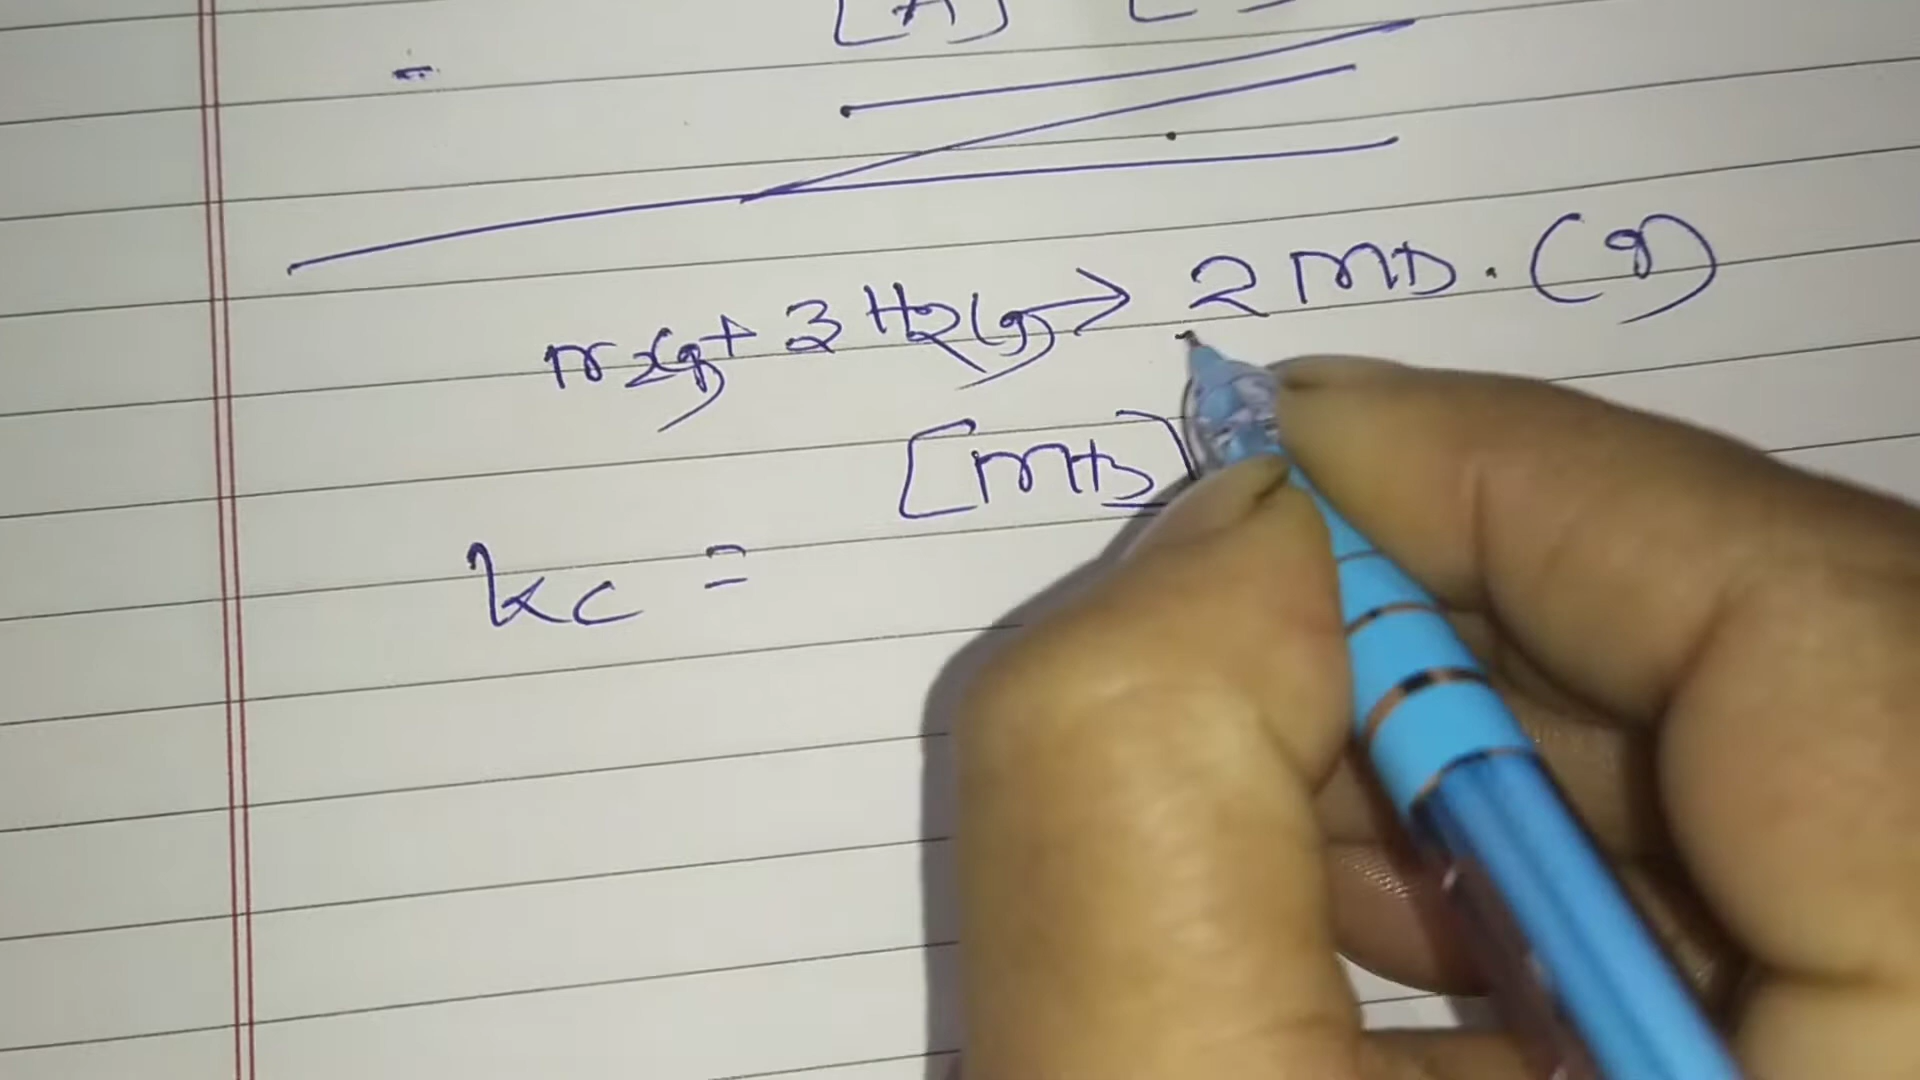 [A]
N2(g) + 3 H2(g) → 2 NH3 (g)
[NH3]
Kc =